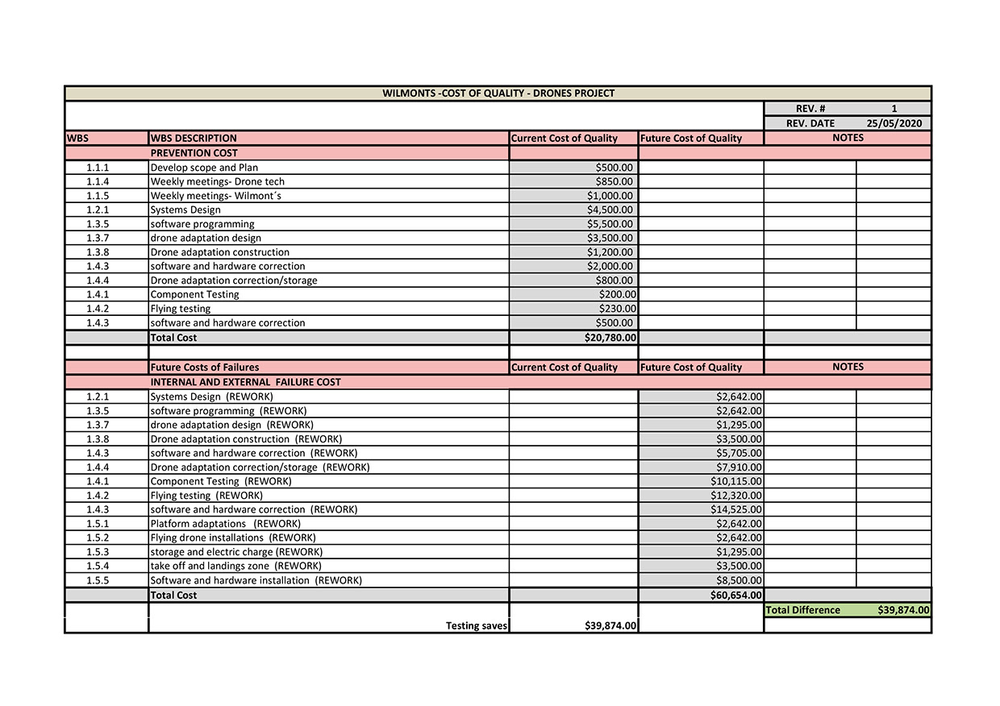 WILMONTS -COST OF QUALITY - DRONES PROJECT
REV. # 1
REV. DATE 25/05/2020
WBS WBS DESCRIPTION Current Cost of Quality Future Cost of Quality NOTES
PREVENTION COST
1.1.1 Develop scope and Plan $500.00
1.1.4 Weekly meetings- Drone tech $850.00
1.1.5 Weekly meetings- Wilmont´s $1,000.00
1.2.1 Systems Design $4,500.00
1.3.5 software programming $5,500.00
1.3.7 drone adaptation design $3,500.00
1.3.8 Drone adaptation construction $1,200.00
1.4.3 software and hardware correction $2,000.00
1.4.4 Drone adaptation correction/storage $800.00
1.4.1 Component Testing $200.00
1.4.2 Flying testing $230.00
1.4.3 software and hardware correction $500.00
Total Cost $20,780.00
Future Costs of Failures Current Cost of Quality Future Cost of Quality NOTES
INTERNAL AND EXTERNAL FAILURE COST
1.2.1 Systems Design (REWORK) $2,642.00
1.3.5 software programming (REWORK) $2,642.00
1.3.7 drone adaptation design (REWORK) $1,295.00
1.3.8 Drone adaptation construction (REWORK) $3,500.00
1.4.3 software and hardware correction (REWORK) $5,705.00
1.4.4 Drone adaptation correction/storage (REWORK) $7,910.00
1.4.1 Component Testing (REWORK) $10,115.00
1.4.2 Flying testing (REWORK) $12,320.00
1.4.3 software and hardware correction (REWORK) $14,525.00
1.5.1 Platform adaptations (REWORK) $2,642.00
1.5.2 Flying drone installations (REWORK) $2,642.00
1.5.3 storage and electric charge (REWORK) $1,295.00
1.5.4 take off and landings zone (REWORK) $3,500.00
1.5.5 Software and hardware installation (REWORK) $8,500.00
Total Cost $60,654.00
Total Difference $39,874.00
Testing saves $39,874.00